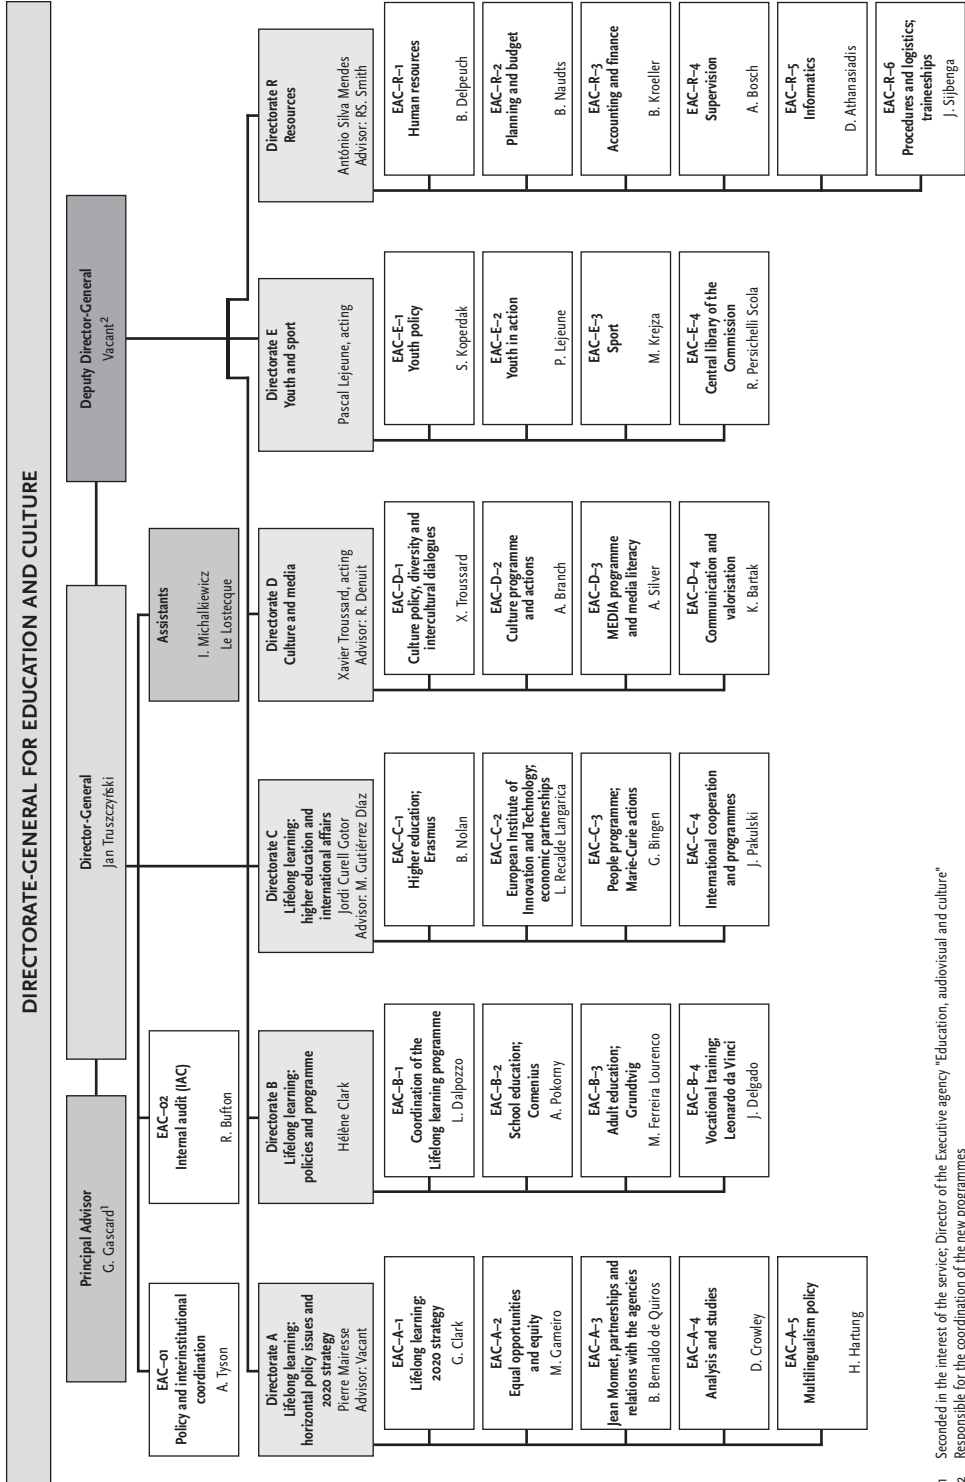 DIRECTORATE-GENERAL FOR EDUCATION AND CULTURE
Principal Advisor
G. Gascard¹
Director-General
Jan Truszczyński
Deputy Director-General
Vacant²
EAC–01
Policy and interinstitutional
coordination
A. Tyson
EAC–02
Internal audit (IAC)
R. Bufton
Assistants
I. Michalkiewicz
Le Lostecque
Directorate A
Lifelong learning:
horizontal policy issues and
2020 strategy
Pierre Mairesse
Advisor: Vacant
EAC–A–1
Lifelong learning:
2020 strategy
G. Clark
EAC–A–2
Equal opportunities
and equity
M. Gameiro
EAC–A–3
Jean Monnet, partnerships and
relations with the agencies
B. Bernaldo de Quiros
EAC–A–4
Analysis and studies
D. Crowley
EAC–A–5
Multilingualism policy
H. Hartung
Directorate B
Lifelong learning:
policies and programme
Hélène Clark
EAC–B–1
Coordination of the
Lifelong learning programme
L. Dalpozzo
EAC–B–2
School education;
Comenius
A. Pokorny
EAC–B–3
Adult education;
Grundtvig
M. Ferreira Lourenco
EAC–B–4
Vocational training;
Leonardo da Vinci
J. Delgado
Directorate C
Lifelong learning:
higher education and
international affairs
Jordi Curell Gotor
Advisor: M. Gutiérrez Díaz
EAC–C–1
Higher education;
Erasmus
B. Nolan
EAC–C–2
European Institute of
Innovation and Technology;
economic partnerships
L. Recalde Langarica
EAC–C–3
People programme;
Marie-Curie actions
G. Bingen
EAC–C–4
International cooperation
and programmes
J. Pakulski
Directorate D
Culture and media
Xavier Troussard, acting
Advisor: R. Denuit
EAC–D–1
Culture policy, diversity and
intercultural dialogues
X. Troussard
EAC–D–2
Culture programme
and actions
A. Branch
EAC–D–3
MEDIA programme
and media literacy
A. Silver
EAC–D–4
Communication and
valorisation
K. Bartak
Directorate E
Youth and sport
Pascal Lejeune, acting
EAC–E–1
Youth policy
S. Koperdak
EAC–E–2
Youth in action
P. Lejeune
EAC–E–3
Sport
M. Krejza
EAC–E–4
Central library of the
Commission
R. Persichelli Scola
Directorate R
Resources
António Silva Mendes
Advisor: RS. Smith
EAC–R–1
Human resources
B. Delpeuch
EAC–R–2
Planning and budget
B. Naudts
EAC–R–3
Accounting and finance
B. Kroeller
EAC–R–4
Supervision
A. Bosch
EAC–R–5
Informatics
D. Athanasiadis
EAC–R–6
Procedures and logistics;
traineeships
J. Sijbenga
1 Seconded in the interest of the service; Director of the Executive agency "Education, audiovisual and culture"
2 Responsible for the coordination of the new programmes